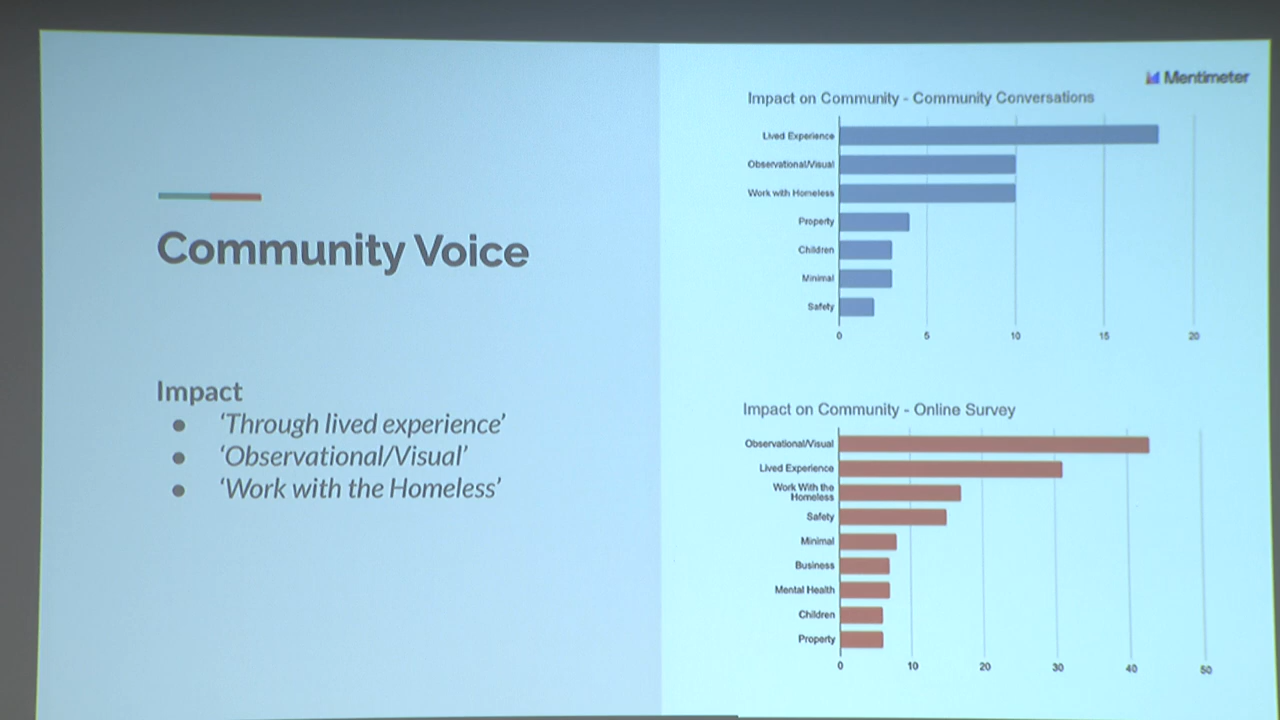 Community Voice
Impact
● ‘Through lived experience’
● ‘Observational/Visual’
● ‘Work with the Homeless’
Mentimeter
Impact on Community - Community Conversations
Lived Experience
Observational/Visual
Work with Homeless
Property
Children
Minimal
Safety
0 5 10 15 20
Impact on Community - Online Survey
Observational/Visual
Lived Experience
Work With the
Homeless
Safety
Minimal
Business
Mental Health
Children
Property
0 10 20 30 40 50